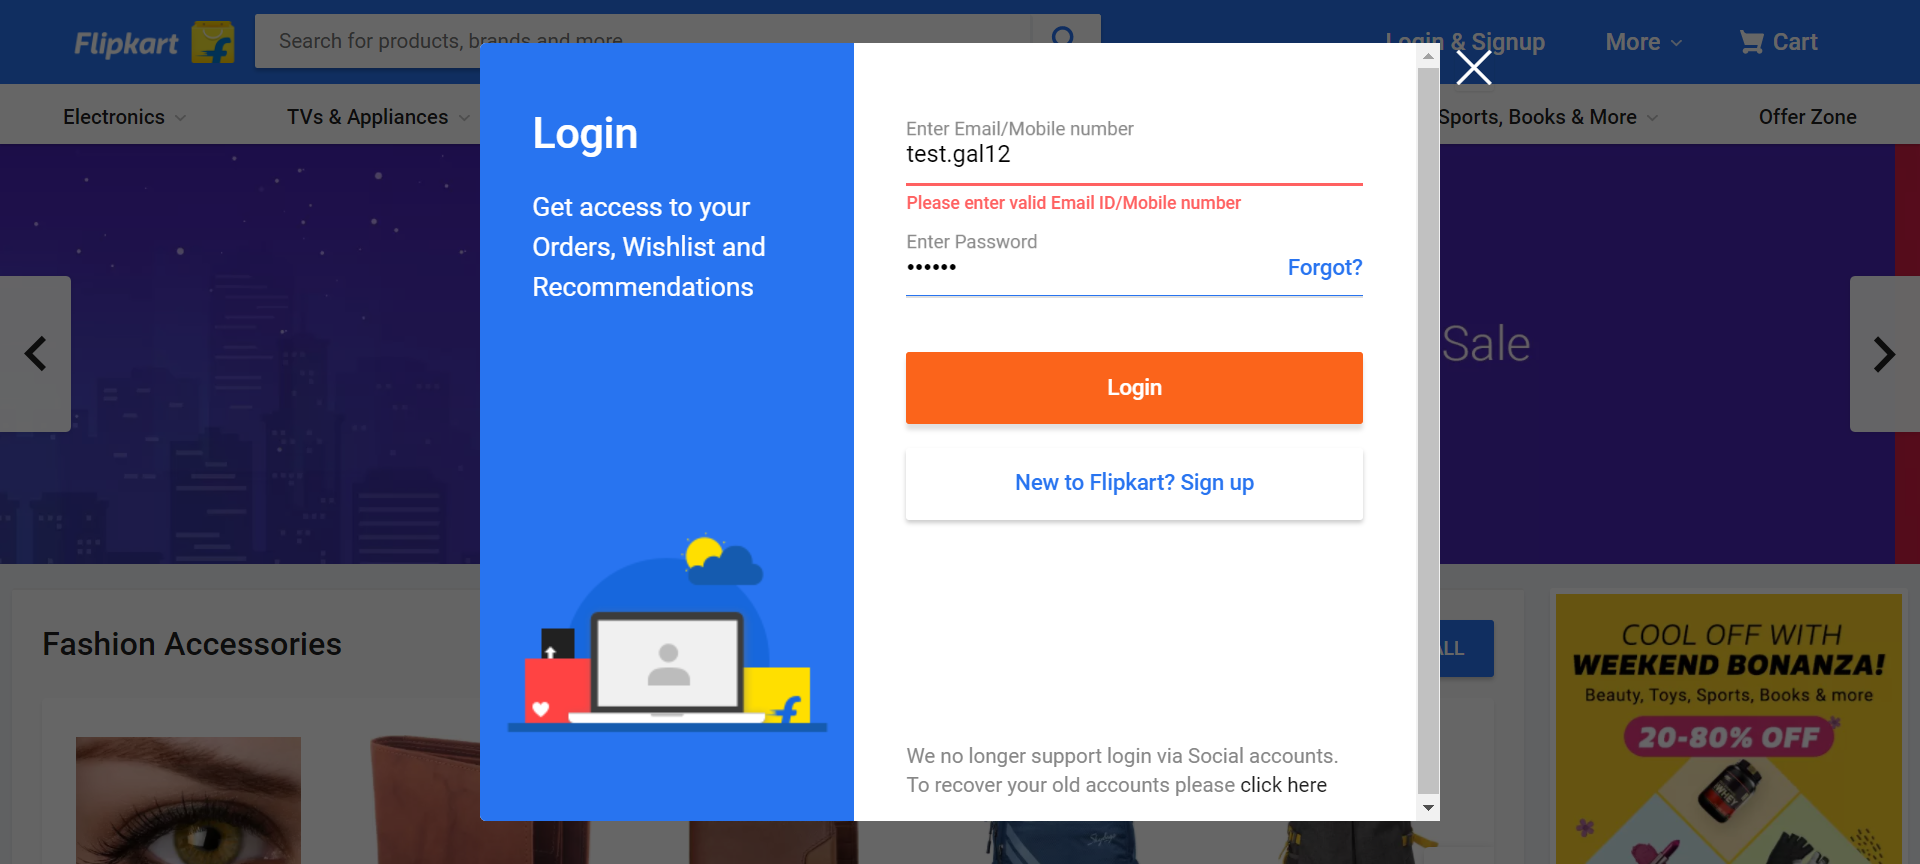 Flipkart
Search for products, brands and more
Login & Signup
More
Cart
Electronics
TVs & Appliances
Sports, Books & More
Offer Zone
Login
Get access to your
Orders, Wishlist and
Recommendations
Enter Email/Mobile number
test.gal12
Please enter valid Email ID/Mobile number
Enter Password
••••••
Forgot?
Login
New to Flipkart? Sign up
We no longer support login via Social accounts.
To recover your old accounts please click here
Sale
Fashion Accessories
ALL
COOL OFF WITH
WEEKEND BONANZA!
Beauty, Toys, Sports, Books & more
20-80% OFF
WHEY